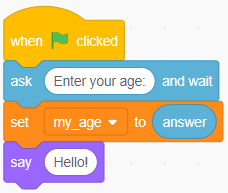 when clicked
ask Enter your age: and wait
set my_age to answer
say Hello!